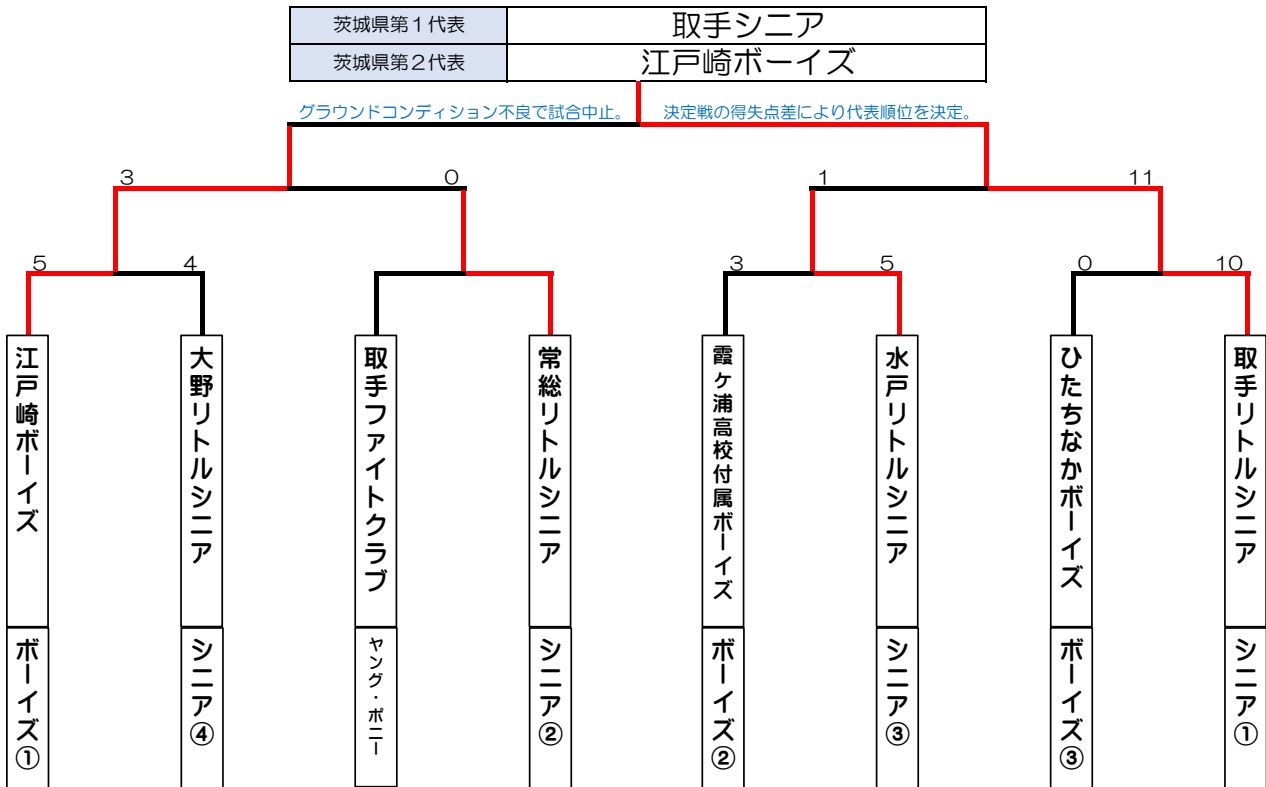 茨城県第1代表 取手シニア
茨城県第2代表 江戸崎ボーイズ
グラウンドコンディション不良で試合中止。 決定戦の得失点差により代表順位を決定。
3 0 1 11
5 4 3 5 0 10
江戸崎ボーイズ
大野リトルシニア
取手ファイトクラブ
常総リトルシニア
霞ヶ浦高校付属ボーイズ
水戸リトルシニア
ひたちなかボーイズ
取手リトルシニア
ボーイズ①
シニア④
ヤング・ポニー
シニア②
ボーイズ②
シニア③
ボーイズ③
シニア①